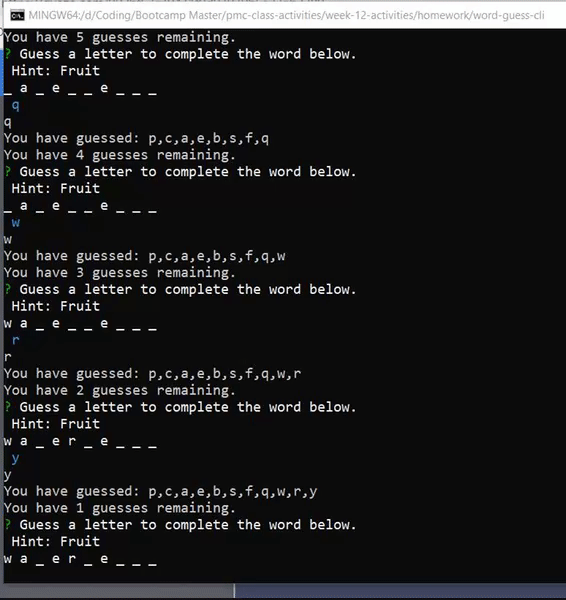 MINGW64:/d/Coding/Bootcamp Master/pmc-class-activities/week-12-activities/homework/word-guess-cli
You have 5 guesses remaining.
? Guess a letter to complete the word below.
Hint: Fruit
_ a _ e _ _ e _ _ _
q
q
You have guessed: p,c,a,e,b,s,f,q
You have 4 guesses remaining.
? Guess a letter to complete the word below.
Hint: Fruit
_ a _ e _ _ e _ _ _
w
w
You have guessed: p,c,a,e,b,s,f,q,w
You have 3 guesses remaining.
? Guess a letter to complete the word below.
Hint: Fruit
w a _ e _ _ e _ _ _
r
r
You have guessed: p,c,a,e,b,s,f,q,w,r
You have 2 guesses remaining.
? Guess a letter to complete the word below.
Hint: Fruit
w a _ e r _ e _ _ _
y
y
You have guessed: p,c,a,e,b,s,f,q,w,r,y
You have 1 guesses remaining.
? Guess a letter to complete the word below.
Hint: Fruit
w a _ e r _ e _ _ _